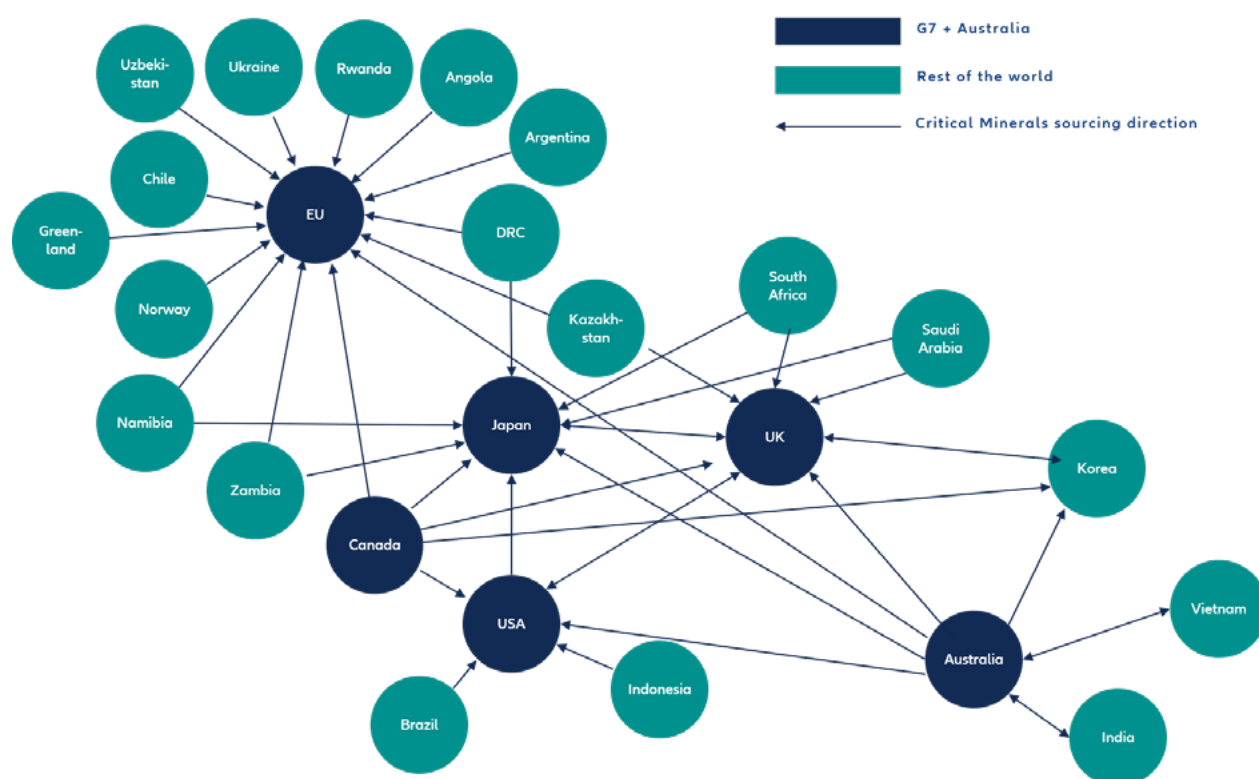 G7 + Australia
Rest of the world
Critical Minerals sourcing direction
Uzbeki-
stan
Ukraine
Rwanda
Angola
Argentina
Chile
EU
Green-
land
DRC
Norway
Kazakh-
stan
South
Africa
Saudi
Arabia
Namibia
Japan
UK
Korea
Zambia
Canada
USA
Vietnam
Australia
Indonesia
Brazil
India